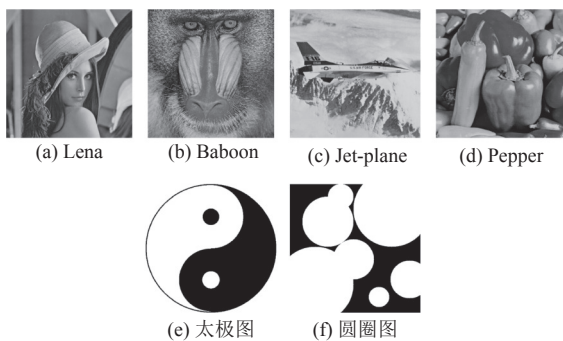 (a) Lena
(b) Baboon
(c) Jet-plane
(d) Pepper
(e) 太极图
(f) 圆圈图